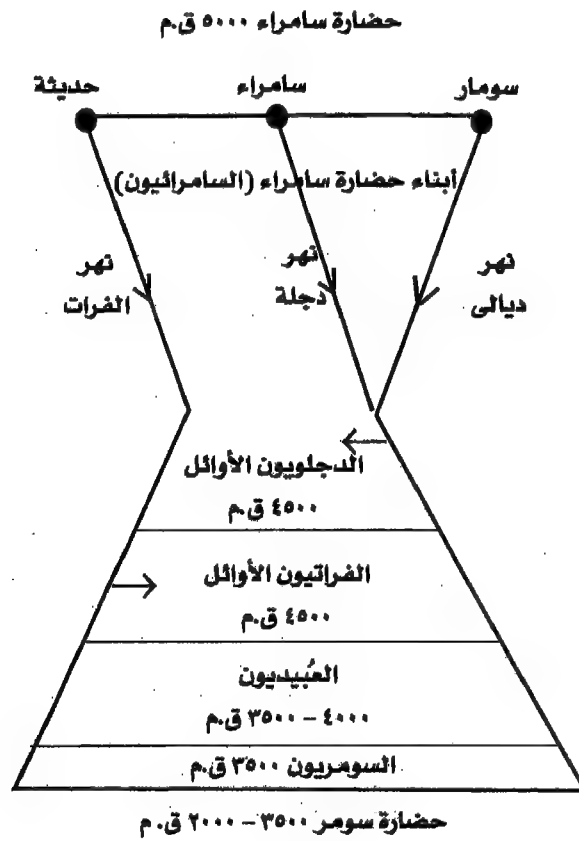 حضارة سامراء ٥٠٠٠ ق.م
سومار
سامراء
حديثة
أبناء حضارة سامراء (السامرائيون)
نهر
ديالى
نهر
دجلة
نهر
الفرات
الدجلويون الأوائل
٤٥٠٠ ق.م
الفراتيون الأوائل
٤٥٠٠ ق.م
العُبيديون
٤٠٠٠ - ٣٥٠٠ ق.م
السومريون ٣٥٠٠ ق.م
حضارة سومر ٣٥٠٠ - ٢٠٠٠ ق.م